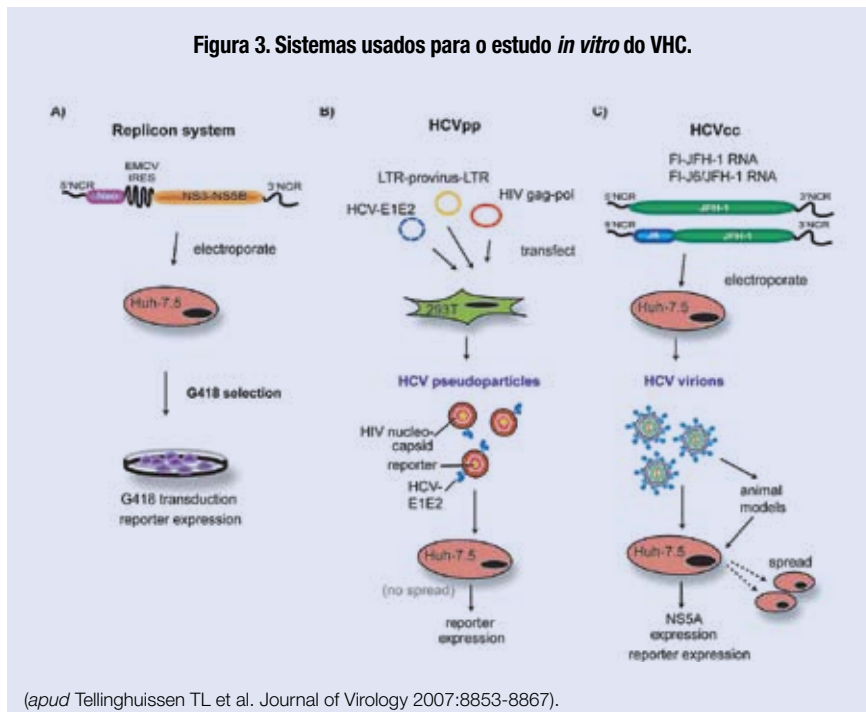 Figura 3. Sistemas usados para o estudo in vitro do VHC.
A)
Replicon system
EMCV
IRES
5'NCR
NS3-NS5B
3'NCR
electroporate
Huh-7.5
G418 selection
G418 transduction
reporter expression
B)
HCVpp
LTR-provirus-LTR
HCV-E1E2
HIV gag-pol
transfect
293T
HCV pseudoparticles
HIV nucleo-
capsid
reporter
HCV-
E1E2
Huh-7.5
(no spread)
reporter
expression
C)
HCVcc
Fl-JFH-1 RNA
Fl-J6/JFH-1 RNA
5'NCR
JFH-1
3'NCR
5'NCR
J6
JFH-1
3'NCR
electroporate
Huh-7.5
HCV virions
animal
models
Huh-7.5
spread
NS5A
expression
reporter expression
(apud Tellinghuissen TL et al. Journal of Virology 2007:8853-8867).